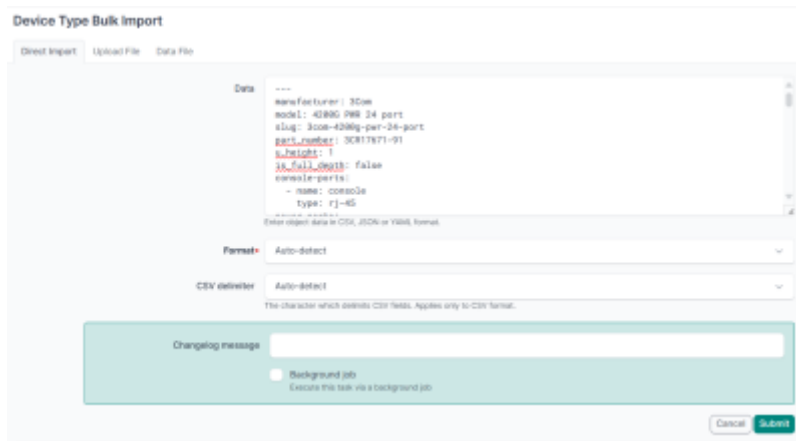 Device Type Bulk Import
Direct Import Upload File Data File
Data
---
manufacturer: 3Com
model: 4200G PWR 24 port
slug: 3com-4200g-pwr-24-port
part_number: 3CR17671-91
u_height: 1
is_full_depth: false
console-ports:
- name: console
type: rj-45
Enter object data in CSV, JSON or YAML format.
Format* Auto-detect
CSV delimiter Auto-detect
The character which delimits CSV fields. Applies only to CSV format.
Changelog message
Background job
Execute this task via a background job
Cancel Submit